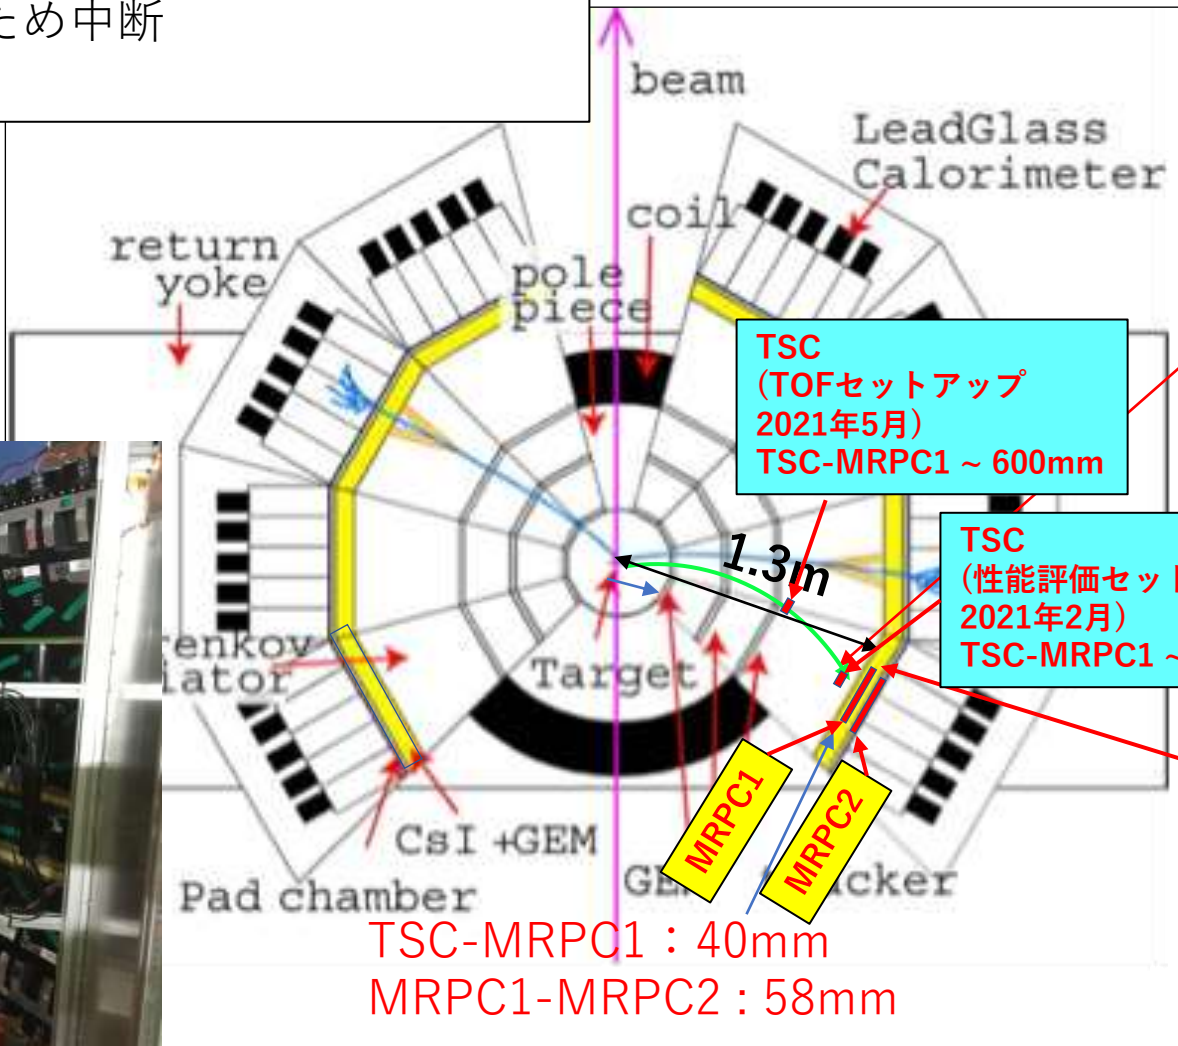 ため中断
beam
LeadGlass
Calorimeter
coil
return
yoke
pole
piece
TSC
(TOFセットアップ
2021年5月)
TSC-MRPC1 ~ 600mm
TSC
(性能評価セット
2021年2月)
TSC-MRPC1 ~
1.3m
renkov
iator
Target
MRPC1
MRPC2
CsI +GEM
Pad chamber
GE
cker
TSC-MRPC1：40mm
MRPC1-MRPC2 : 58mm